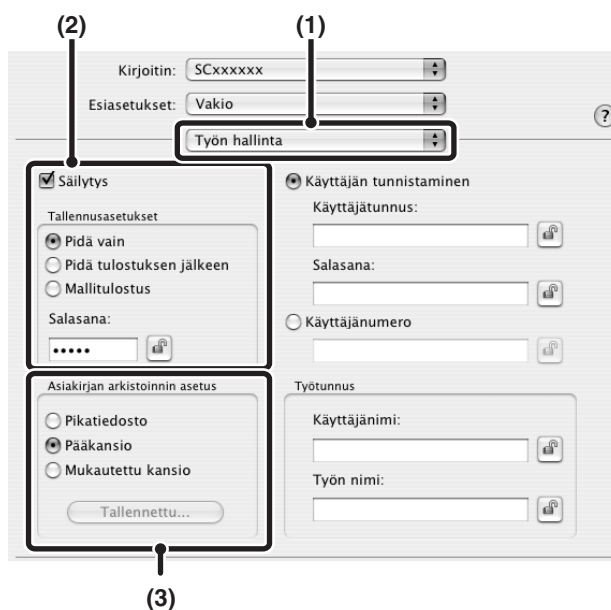 (2) (1)
Kirjoitin: SCxxxxxx
Esiasetukset: Vakio
?
Työn hallinta
Säilytys
Tallennusasetukset
Pidä vain
Pidä tulostuksen jälkeen
Mallitulostus
Salasana:
•••••
Käyttäjän tunnistaminen
Käyttäjätunnus:
Salasana:
Käyttäjänumero
Asiakirjan arkistoinnin asetus
Pikatiedosto
Pääkansio
Mukautettu kansio
Tallennettu...
Työtunnus
Käyttäjänimi:
Työn nimi:
(3)